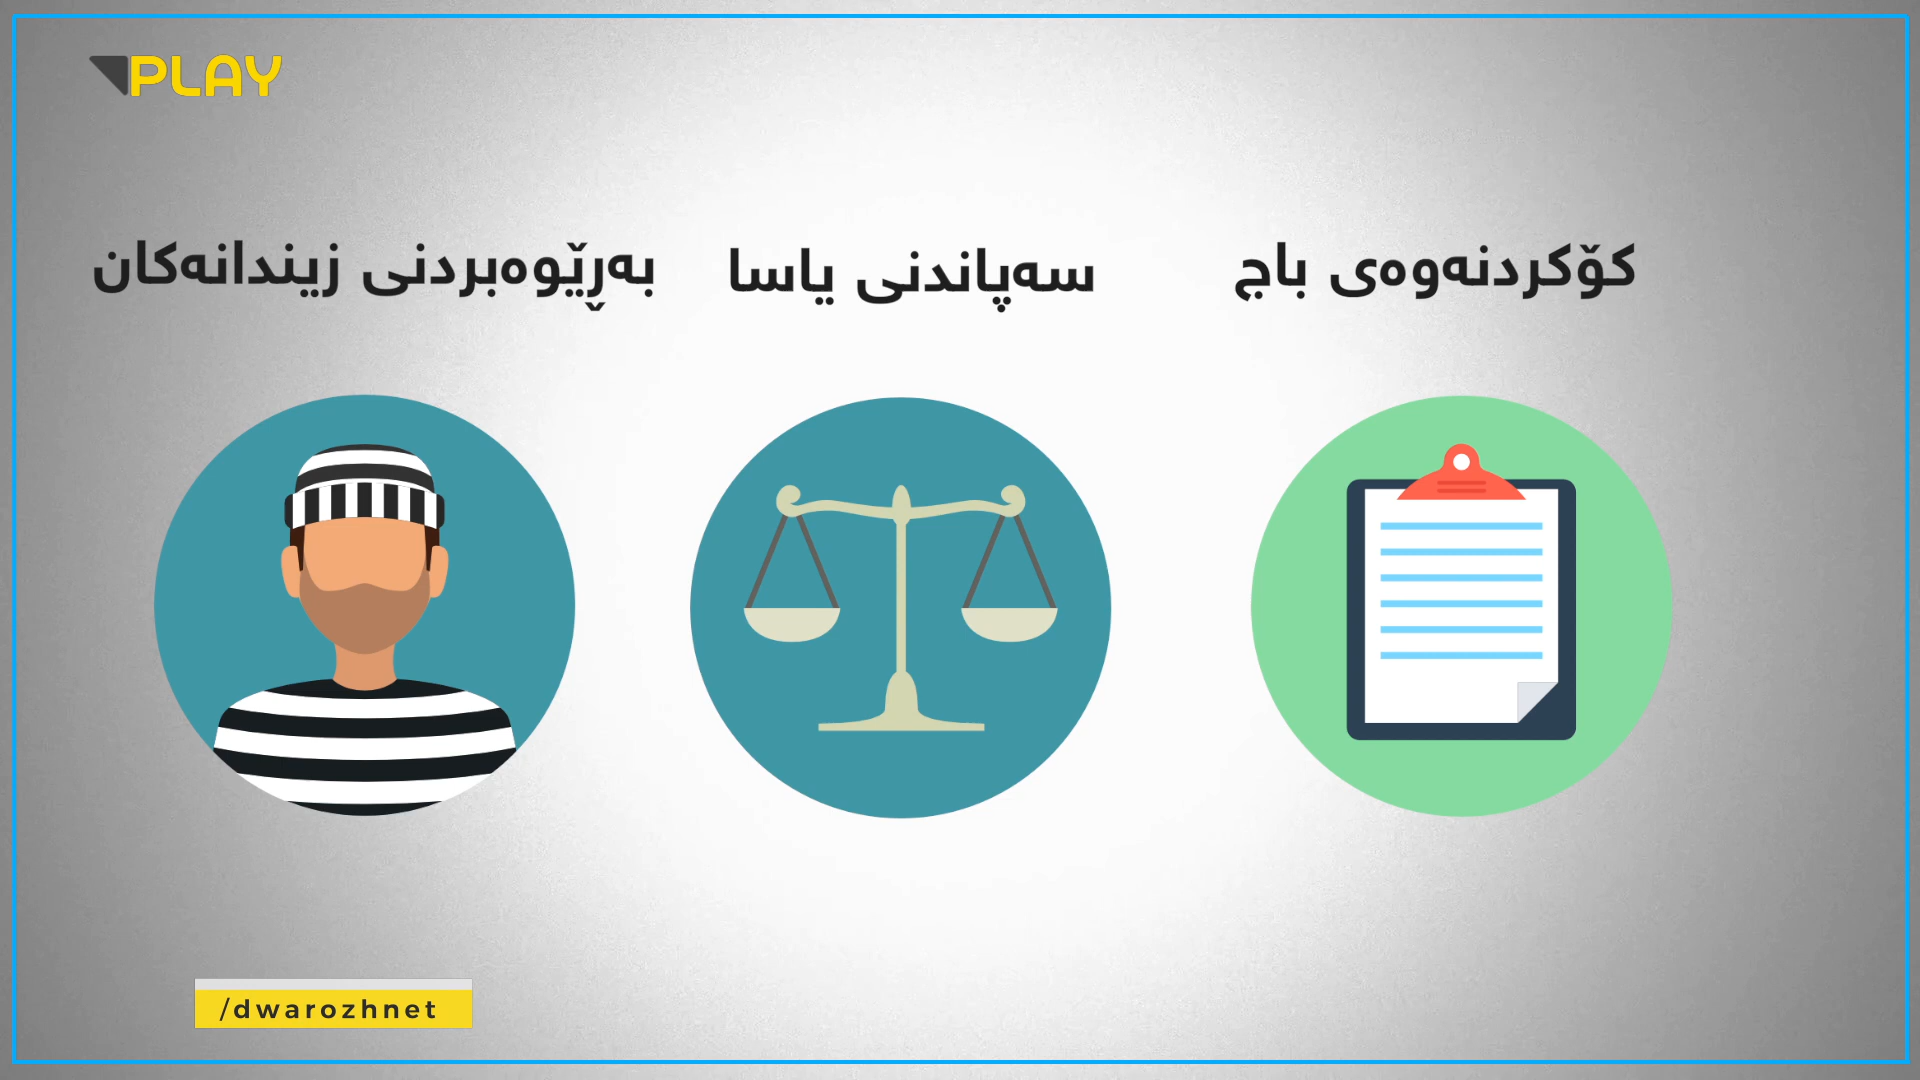 PLAY
کۆکردنەوەی باج
سەپاندنی یاسا
بەڕێوەبردنی زیندانەکان
/dwarozhnet